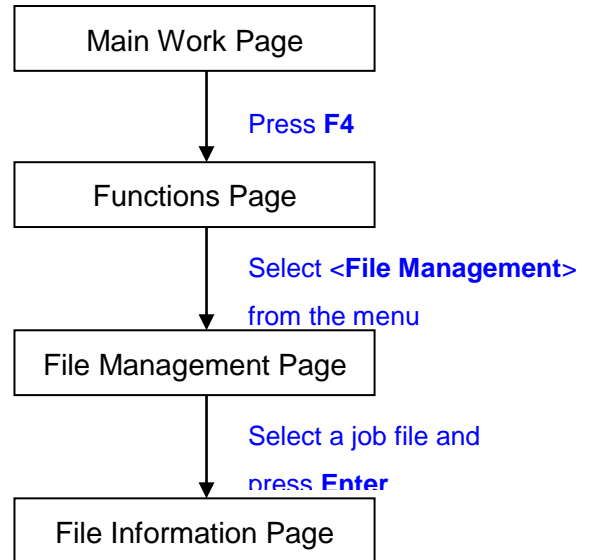 Main Work Page
Press F4
Functions Page
Select <File Management>
from the menu
File Management Page
Select a job file and
press Enter
File Information Page